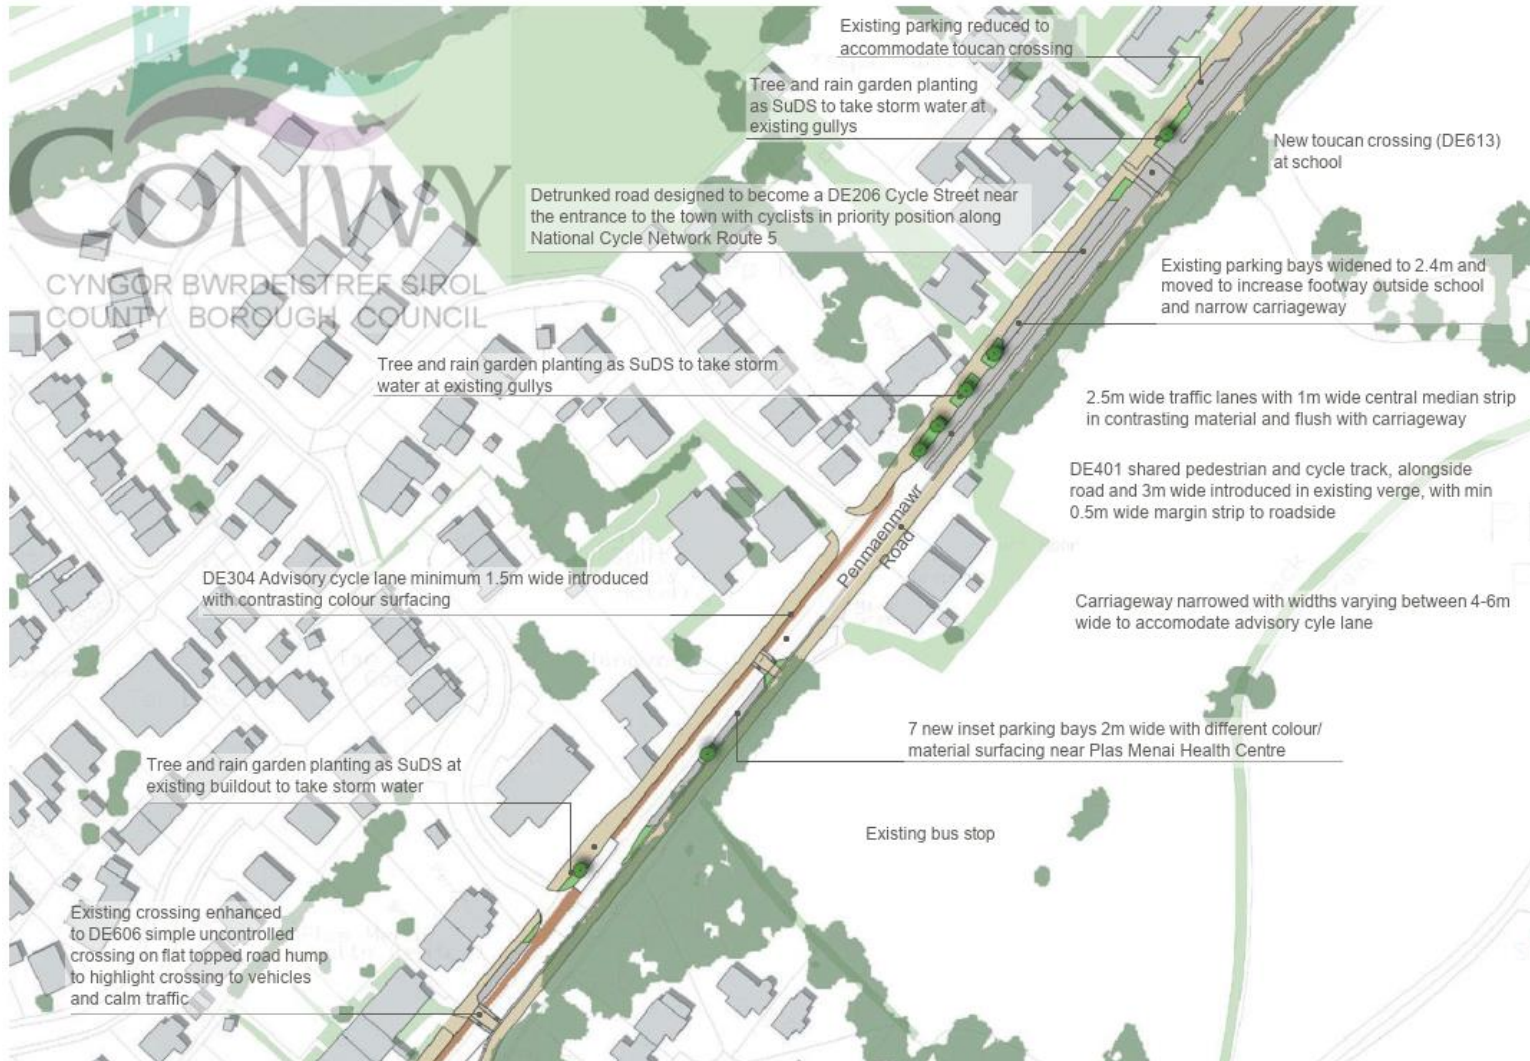 CONWY
CYNGOR BWRDEISTREF SIROL
COUNTY BOROUGH COUNCIL
Existing parking reduced to
accommodate toucan crossing
Tree and rain garden planting
as SuDS to take storm water at
existing gullys
New toucan crossing (DE613)
at school
Detrunked road designed to become a DE206 Cycle Street near
the entrance to the town with cyclists in priority position along
National Cycle Network Route 5
Existing parking bays widened to 2.4m and
moved to increase footway outside school
and narrow carriageway
Tree and rain garden planting as SuDS to take storm
water at existing gullys
2.5m wide traffic lanes with 1m wide central median strip
in contrasting material and flush with carriageway
DE401 shared pedestrian and cycle track, alongside
road and 3m wide introduced in existing verge, with min
0.5m wide margin strip to roadside
Penmaenmawr
Road
DE304 Advisory cycle lane minimum 1.5m wide introduced
with contrasting colour surfacing
Carriageway narrowed with widths varying between 4-6m
wide to accomodate advisory cyle lane
7 new inset parking bays 2m wide with different colour/
material surfacing near Plas Menai Health Centre
Tree and rain garden planting as SuDS at
existing buildout to take storm water
Existing bus stop
Existing crossing enhanced
to DE606 simple uncontrolled
crossing on flat topped road hump
to highlight crossing to vehicles
and calm traffic